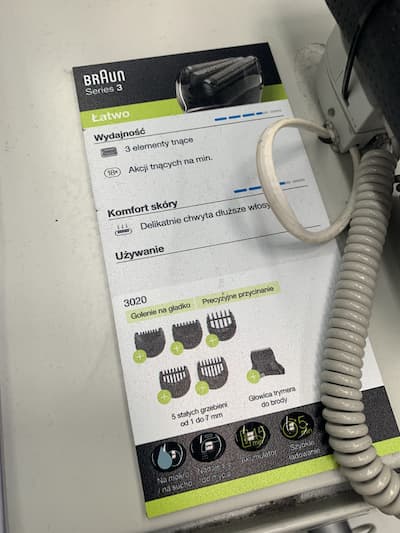 BRAUN
Series 3
Łatwo
Wydajność
3 elementy tnące
Akcji tnących na min.
Komfort skóry
Delikatnie chwyta dłuższe włosy
Używanie
3020
Golenie na gładko
Precyzyjne przycinanie
5 stałych grzebieni
od 1 do 7 mm
Głowica trymera
do brody
Na mokro
/ na sucho
do mycia
Szybkie
ładowanie